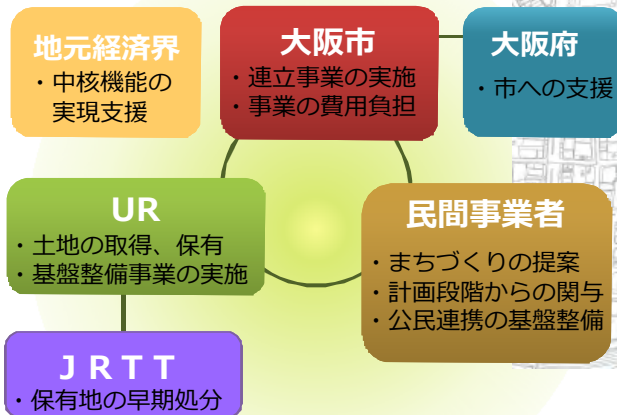 地元経済界
・中核機能の
実現支援
大阪市
・連立事業の実施
・事業の費用負担
大阪府
・市への支援
UR
・土地の取得、保有
・基盤整備事業の実施
民間事業者
・まちづくりの提案
・計画段階からの関与
・公民連携の基盤整備
ＪＲＴＴ
・保有地の早期処分